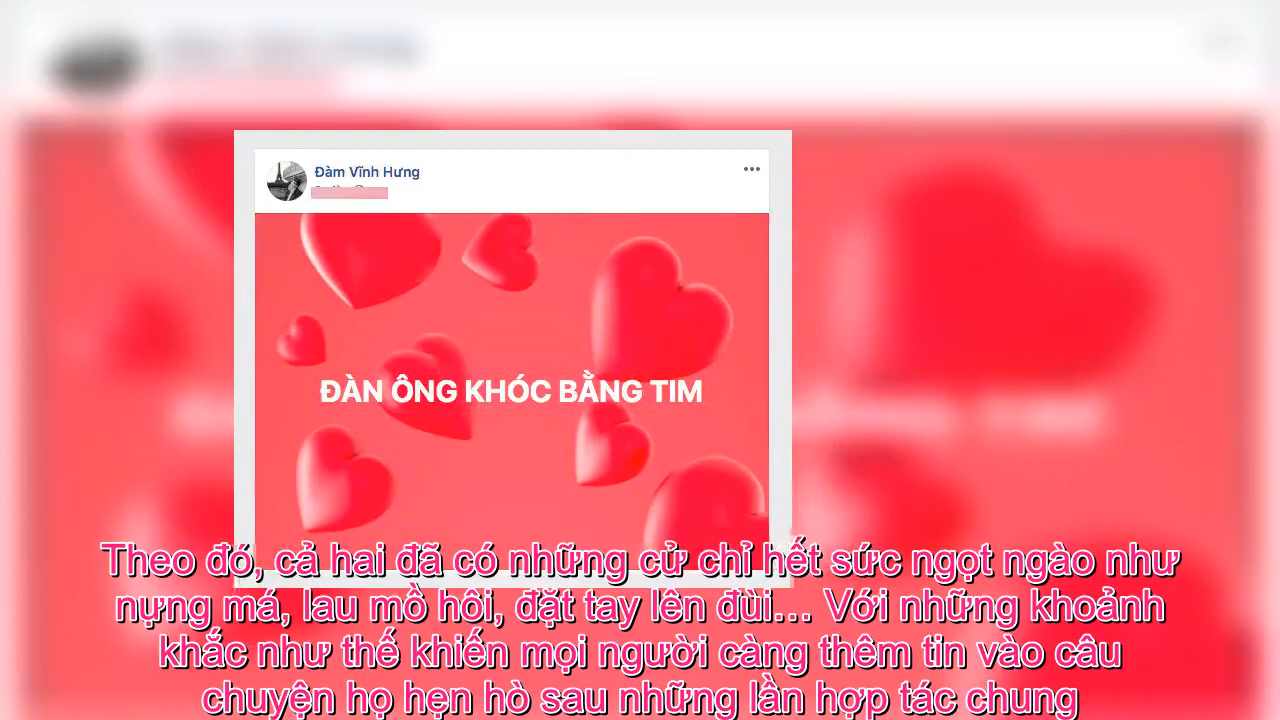 Đàm Vĩnh Hưng
ĐÀN ÔNG KHÓC BẰNG TIM
Theo đó, cả hai đã có những cử chỉ hết sức ngọt ngào như
nựng má, lau mồ hôi, đặt tay lên đùi... Với những khoảnh
khắc như thế khiến mọi người càng thêm tin vào câu
chuyện họ hẹn hò sau những lần hợp tác chung